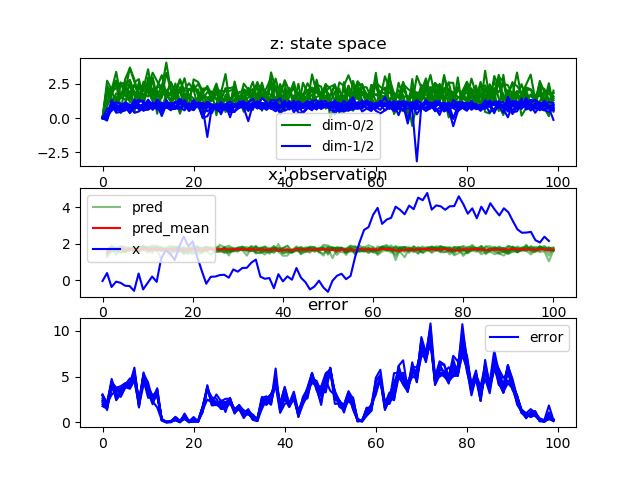 z: state space
2.5
0.0
−2.5
dim-0/2
dim-1/2
0 20 40 60 80 100
x: observation
4
2
0
pred
pred_mean
x
0 20 40 60 80 100
error
10
5
0
error
0 20 40 60 80 100